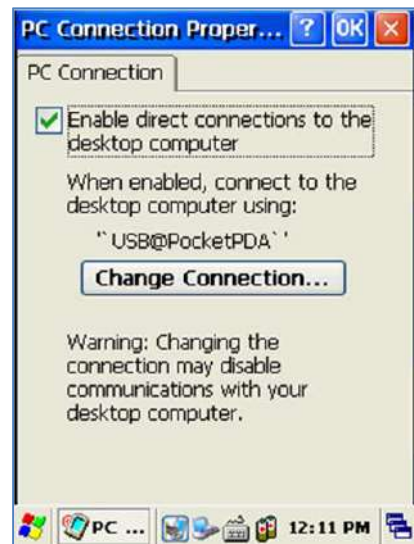 PC Connection Proper... ? OK ×
PC Connection
Enable direct connections to the
desktop computer
When enabled, connect to the
desktop computer using:
'`USB@PocketPDA`'
Change Connection...
Warning: Changing the
connection may disable
communications with your
desktop computer.
PC ... 12:11 PM